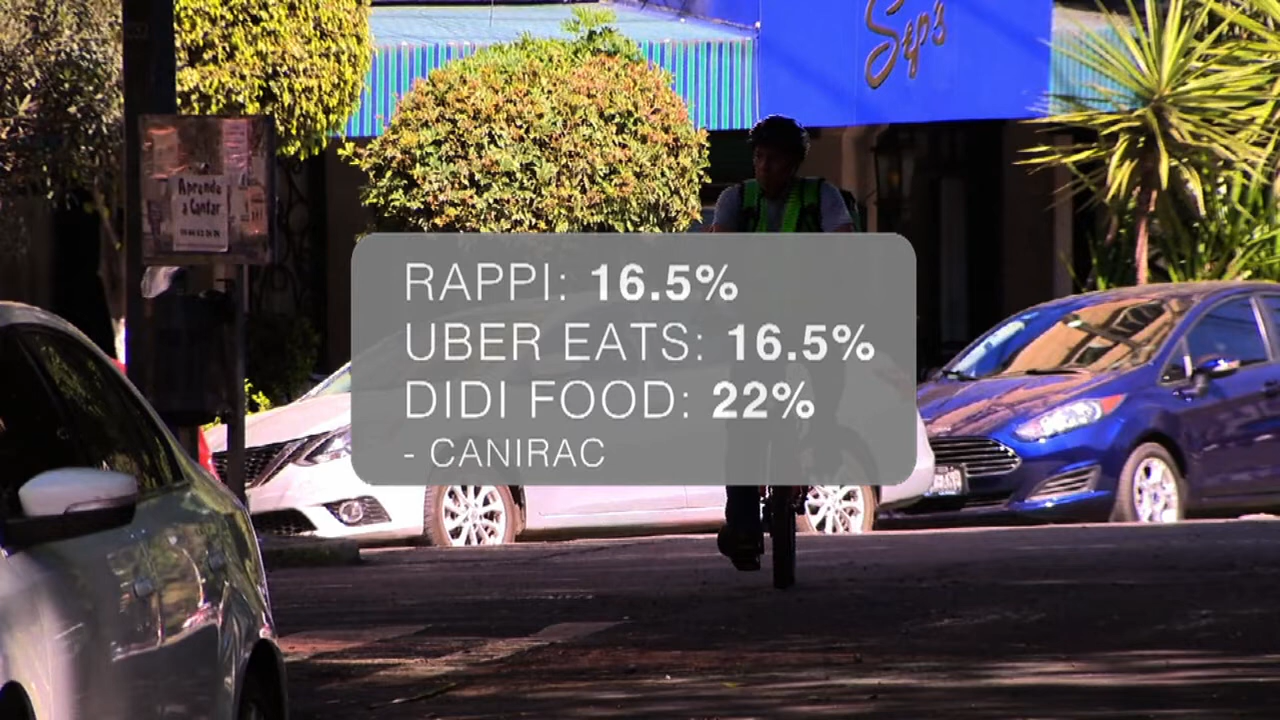 Sep's
Aprende
a Cantar
RAPPI: 16.5%
UBER EATS: 16.5%
DIDI FOOD: 22%
- CANIRAC